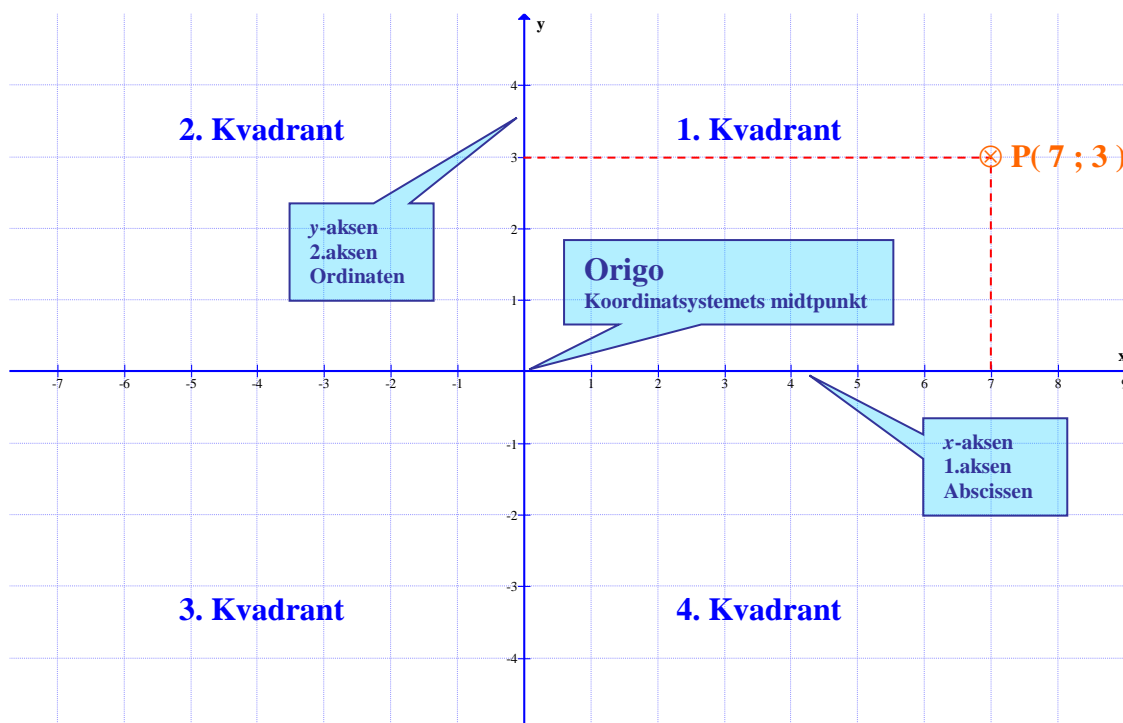 y
4
2. Kvadrant
1. Kvadrant
3
P( 7 ; 3 )
y-aksen
2.aksen
Ordinaten
2
Origo
Koordinatsystemets midtpunkt
1
x
-7 -6 -5 -4 -3 -2 -1 1 2 3 4 5 6 7 8 9
-1
x-aksen
1.aksen
Abscissen
-2
-3
3. Kvadrant
4. Kvadrant
-4